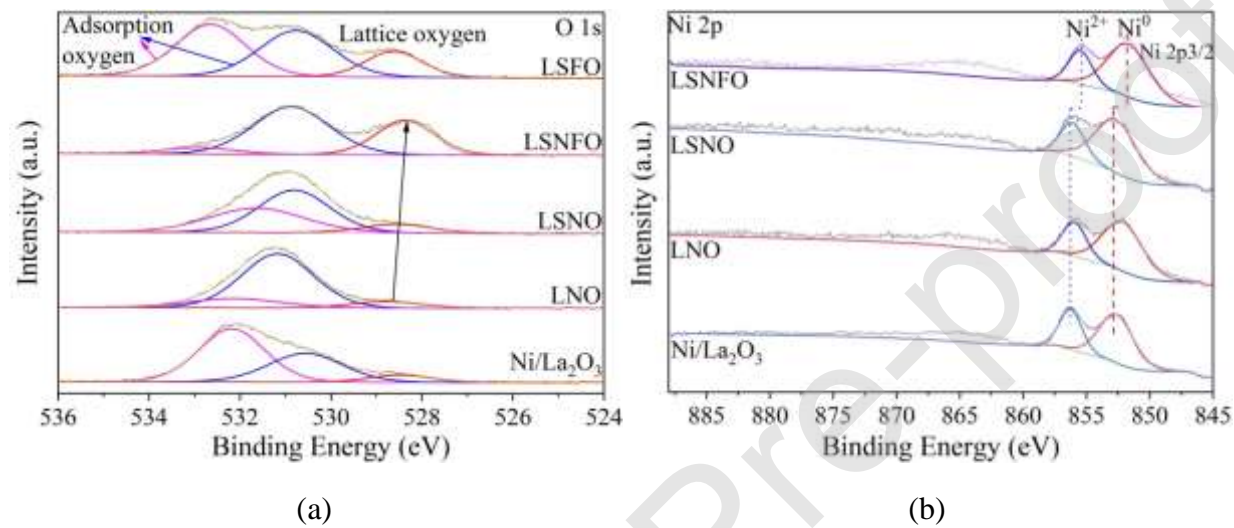 Adsorption
oxygen
Lattice oxygen
O 1s
LSFO
LSNFO
LSNO
LNO
Ni/La₂O₃
Intensity (a.u.)
536 534 532 530 528 526 524
Binding Energy (eV)
(a)
Ni 2p
Ni²⁺
Ni⁰
Ni 2p3/2
LSNFO
LSNO
LNO
Ni/La₂O₃
Intensity (a.u.)
885 880 875 870 865 860 855 850 845
Binding Energy (eV)
(b)
Pre-proof